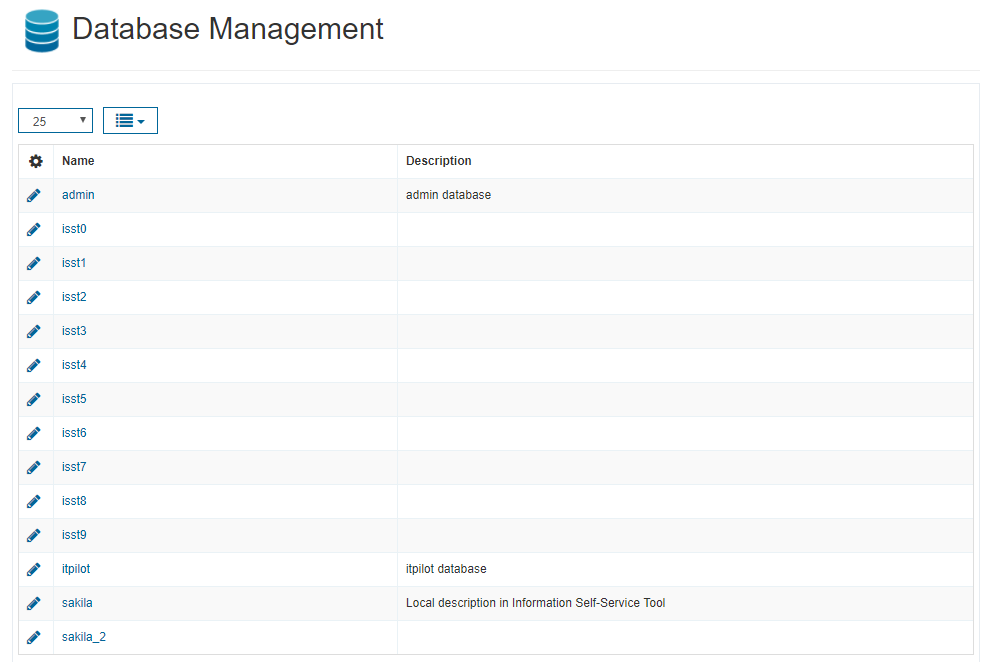 Database Management
25
Name Description
admin admin database
isst0
isst1
isst2
isst3
isst4
isst5
isst6
isst7
isst8
isst9
itpilot itpilot database
sakila Local description in Information Self-Service Tool
sakila_2